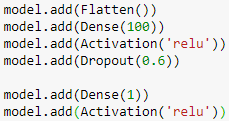 model.add(Flatten())
model.add(Dense(100))
model.add(Activation('relu'))
model.add(Dropout(0.6))
model.add(Dense(1))
model.add(Activation('relu'))